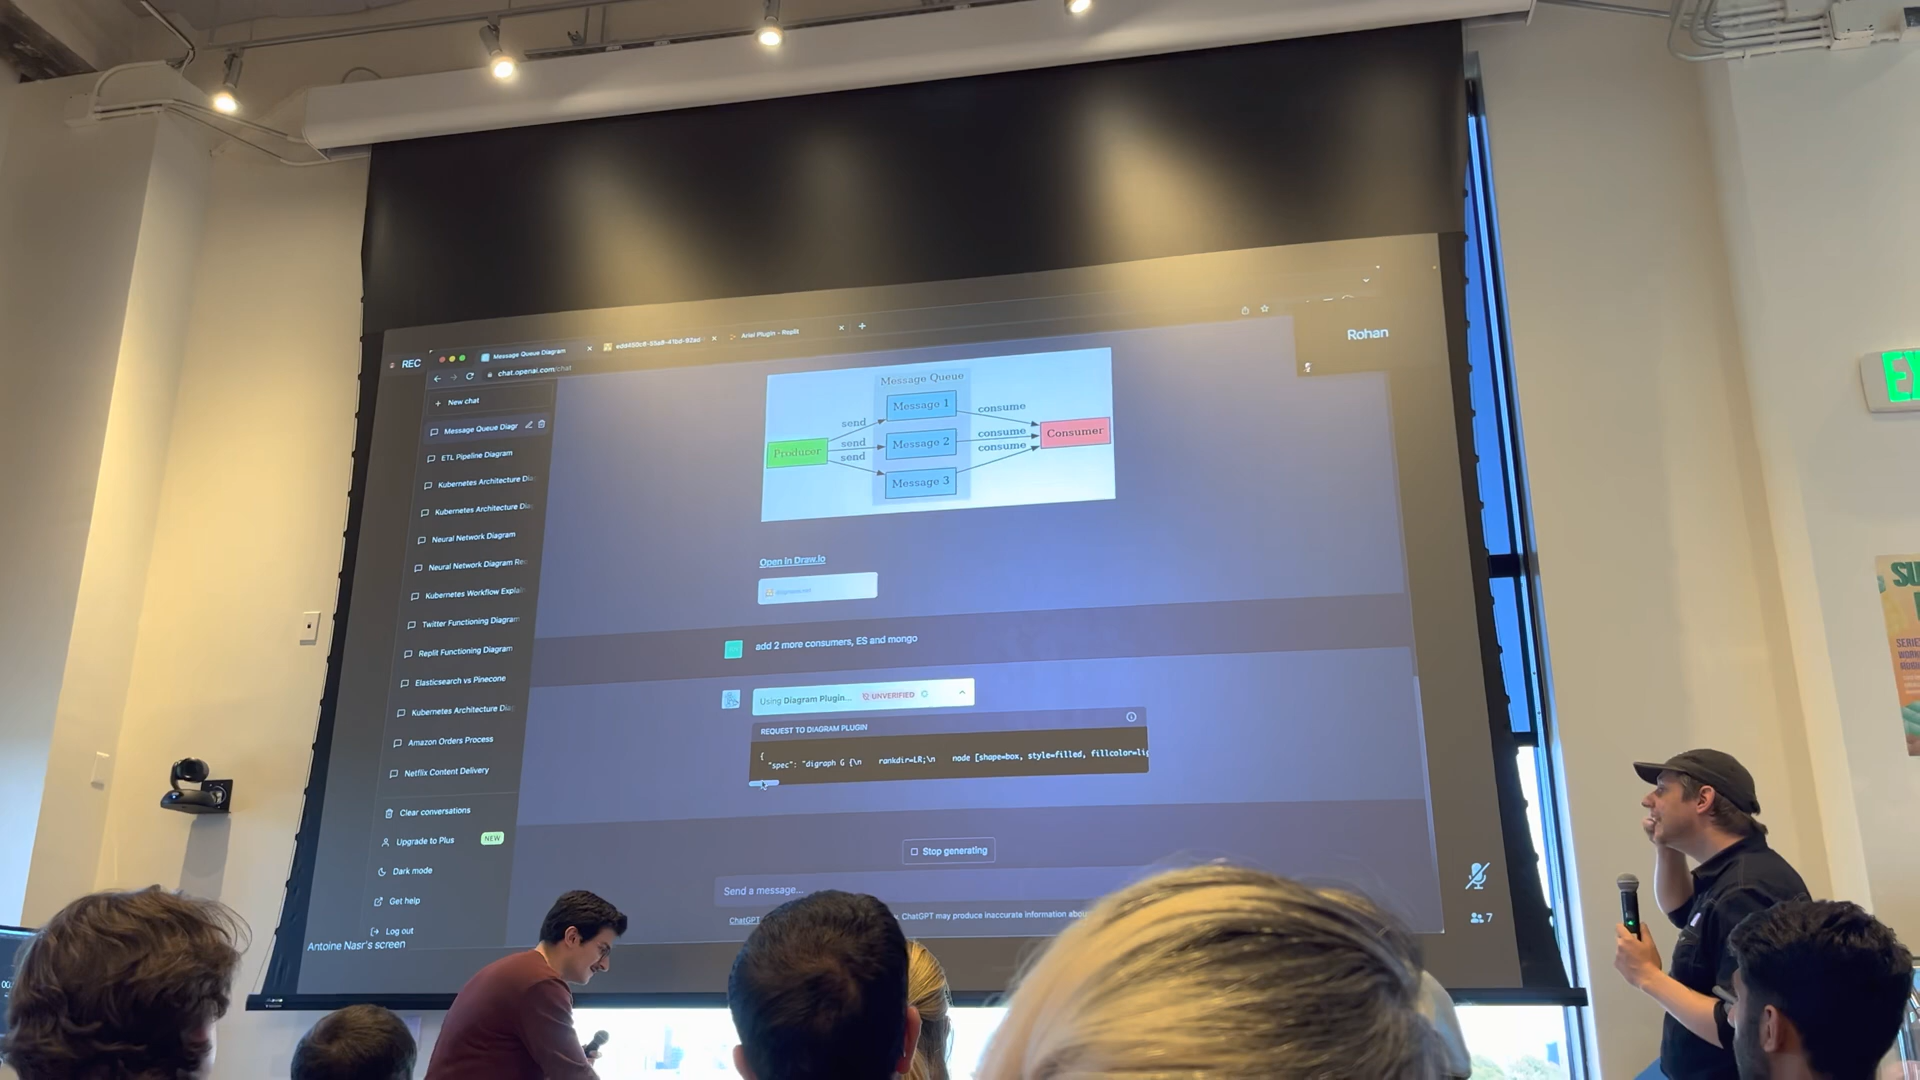 REC
Message Queue Diagram
Arial Plugin - Replit
chat.openai.com/chat
Rohan
New chat
Message Queue Diagr
ETL Pipeline Diagram
Kubernetes Architecture Dia
Kubernetes Architecture Dia
Neural Network Diagram
Neural Network Diagram Re
Kubernetes Workflow Explai
Twitter Functioning Diagram
Replit Functioning Diagram
Elasticsearch vs Pinecone
Kubernetes Architecture Dia
Amazon Orders Process
Netflix Content Delivery
Clear conversations
Upgrade to Plus NEW
Dark mode
Get help
Log out
Antoine Nasr's screen
Message Queue
Message 1
Message 2
Message 3
Producer
send
send
send
consume
consume
consume
Consumer
Open in Draw.io
add 2 more consumers, ES and mongo
Using Diagram Plugin... UNVERIFIED
REQUEST TO DIAGRAM PLUGIN
{
"spec": "digraph G {\n rankdir=LR;\n node [shape=box, style=filled, fillcolor=lig
Stop generating
Send a message...
ChatGPT
ChatGPT may produce inaccurate information abou
7
EX
SERIE
WORK